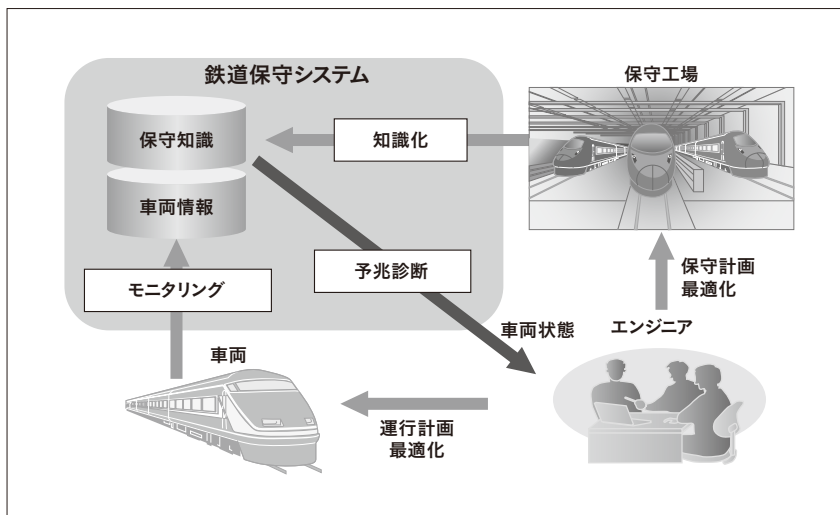 鉄道保守システム
保守工場
保守知識
知識化
車両情報
予兆診断
モニタリング
保守計画
最適化
車両状態
エンジニア
車両
運行計画
最適化